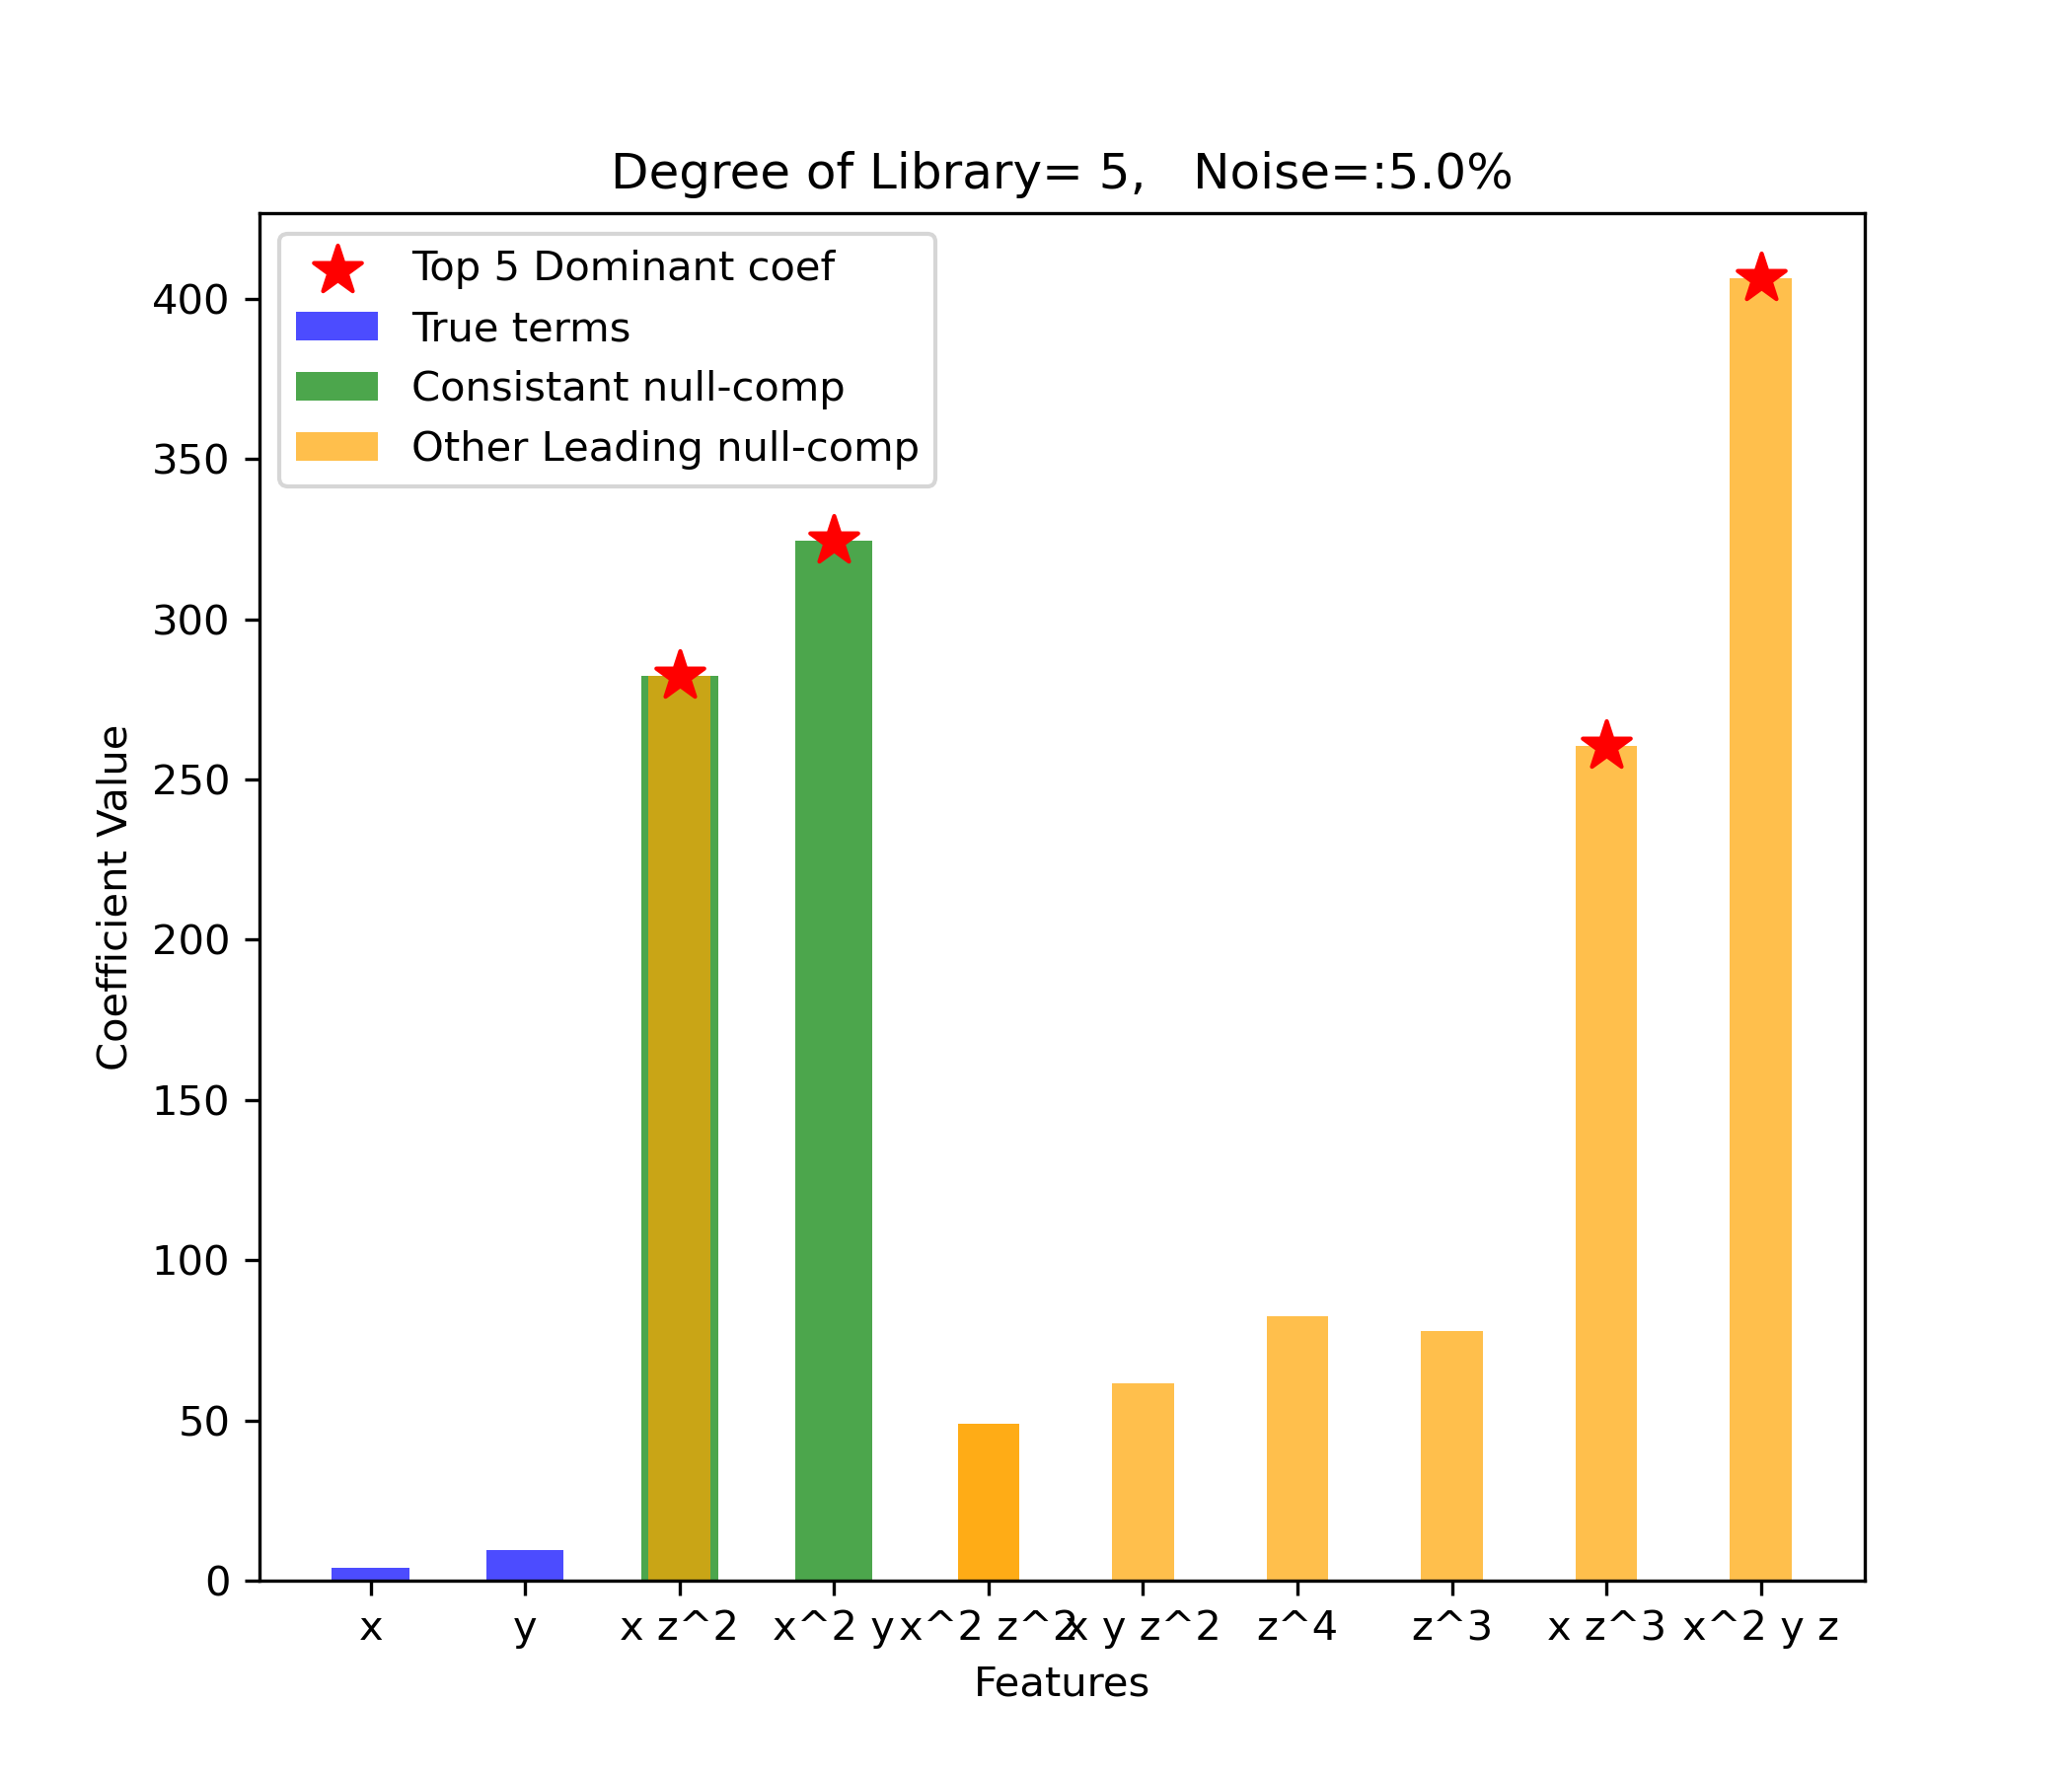 Degree of Library= 5,   Noise=:5.0%
Top 5 Dominant coef
True terms
Consistant null-comp
Other Leading null-comp
Coefficient Value
400
350
300
250
200
150
100
50
0
x y x z^2 x^2 y x^2 z^2 x y z^2 z^4 z^3 x z^3 x^2 y z
Features